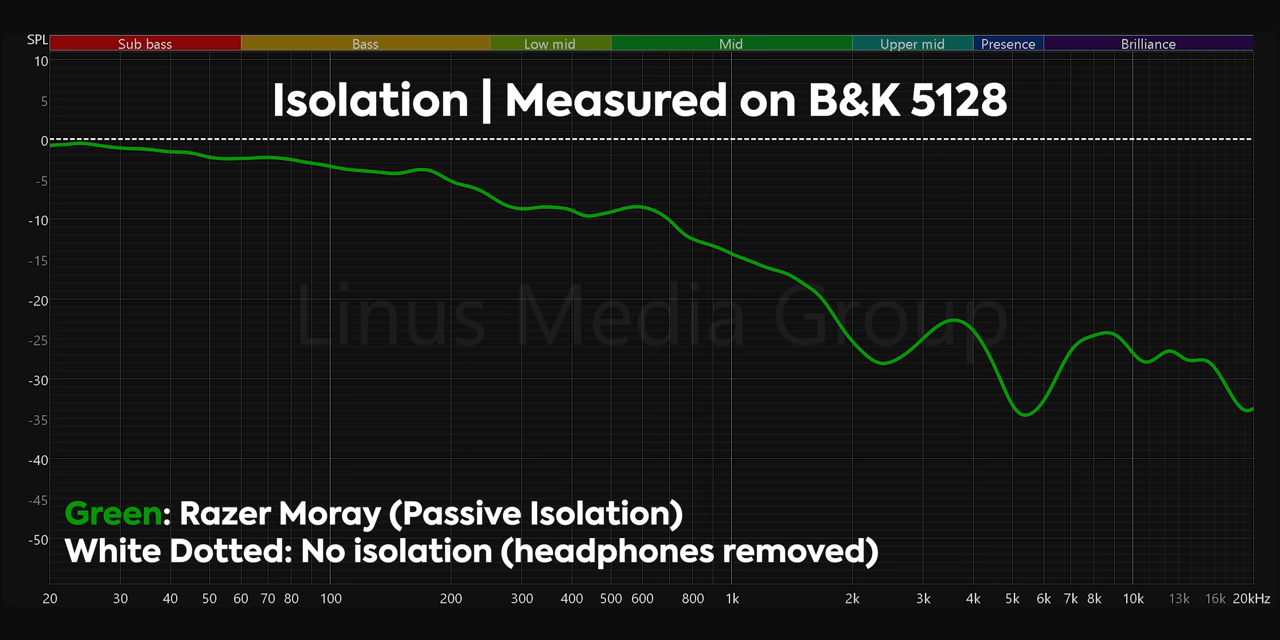 SPL Sub bass Bass Low mid Mid Upper mid Presence Brilliance
10
Isolation | Measured on B&K 5128
5
0
-5
-10
-15
-20
Linus Media Group
-25
-30
-35
-40
-45
Green: Razer Moray (Passive Isolation)
-50
White Dotted: No isolation (headphones removed)
20 30 40 50 60 70 80 100 200 300 400 500 600 800 1k 2k 3k 4k 5k 6k 7k 8k 10k 13k 16k 20kHz